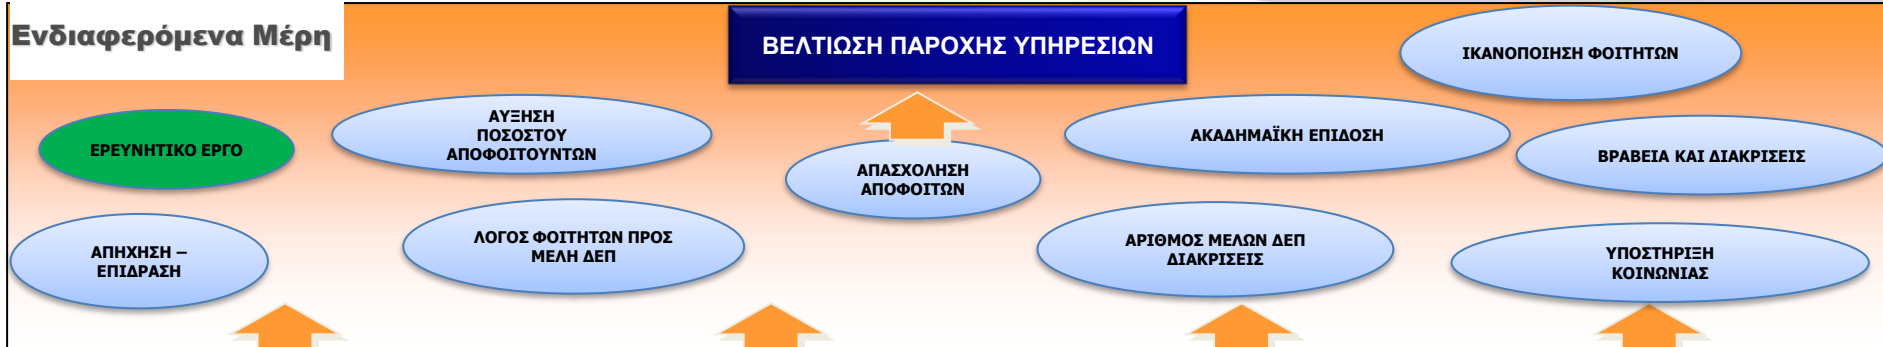 Ενδιαφερόμενα Μέρη
ΒΕΛΤΙΩΣΗ ΠΑΡΟΧΗΣ ΥΠΗΡΕΣΙΩΝ
ΙΚΑΝΟΠΟΙΗΣΗ ΦΟΙΤΗΤΩΝ
ΕΡΕΥΝΗΤΙΚΟ ΕΡΓΟ
ΑΥΞΗΣΗ
ΠΟΣΟΣΤΟΥ
ΑΠΟΦΟΙΤΟΥΝΤΩΝ
ΑΠΑΣΧΟΛΗΣΗ
ΑΠΟΦΟΙΤΩΝ
ΑΚΑΔΗΜΑΪΚΗ ΕΠΙΔΟΣΗ
ΒΡΑΒΕΙΑ ΚΑΙ ΔΙΑΚΡΙΣΕΙΣ
ΑΠΗΧΗΣΗ –
ΕΠΙΔΡΑΣΗ
ΛΟΓΟΣ ΦΟΙΤΗΤΩΝ ΠΡΟΣ
ΜΕΛΗ ΔΕΠ
ΑΡΙΘΜΟΣ ΜΕΛΩΝ ΔΕΠ
ΔΙΑΚΡΙΣΕΙΣ
ΥΠΟΣΤΗΡΙΞΗ
ΚΟΙΝΩΝΙΑΣ